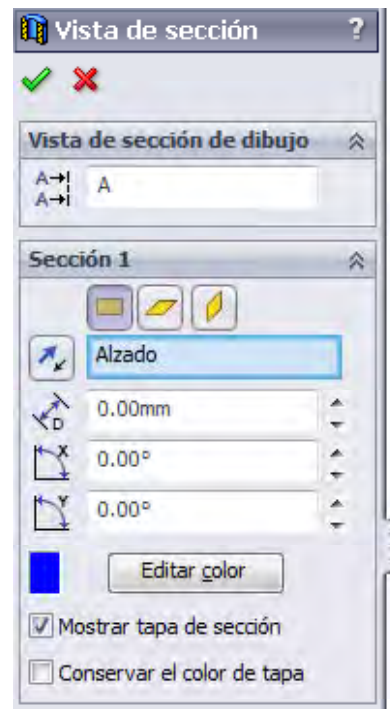 Vista de sección ?
Vista de sección de dibujo
A
A
A
Sección 1
Alzado
D 0.00mm
X 0.00°
Y 0.00°
Editar color
Mostrar tapa de sección
Conservar el color de tapa